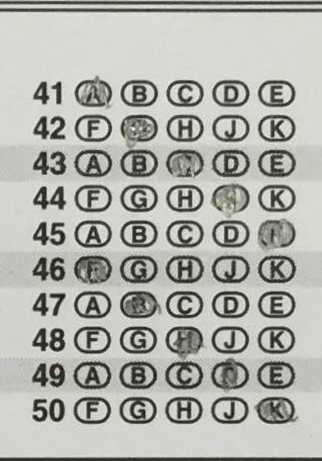 41 A B C D E
42 F G H J K
43 A B C D E
44 F G H J K
45 A B C D E
46 F G H J K
47 A B C D E
48 F G H J K
49 A B C D E
50 F G H J K